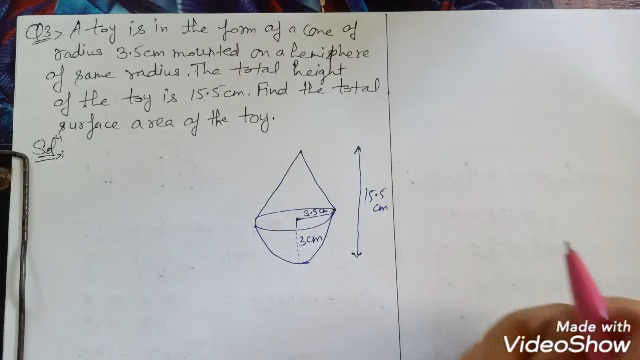 Q3> A toy is in the form of a cone of
radius 3.5cm mounted on a hemisphere
of same radius. The total height
of the toy is 15.5cm. Find the total
surface area of the toy.
Solⁿ:
3.5cm
3cm
15.5
cm
Made with
VideoShow